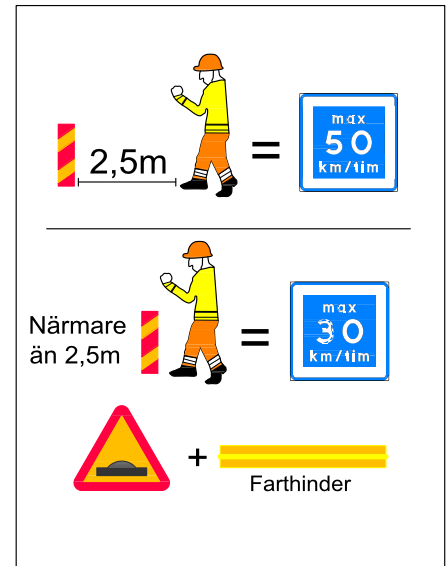 2,5m
=
max
50
km/tim
Närmare
än 2,5m
=
max
30
km/tim
+
Farthinder